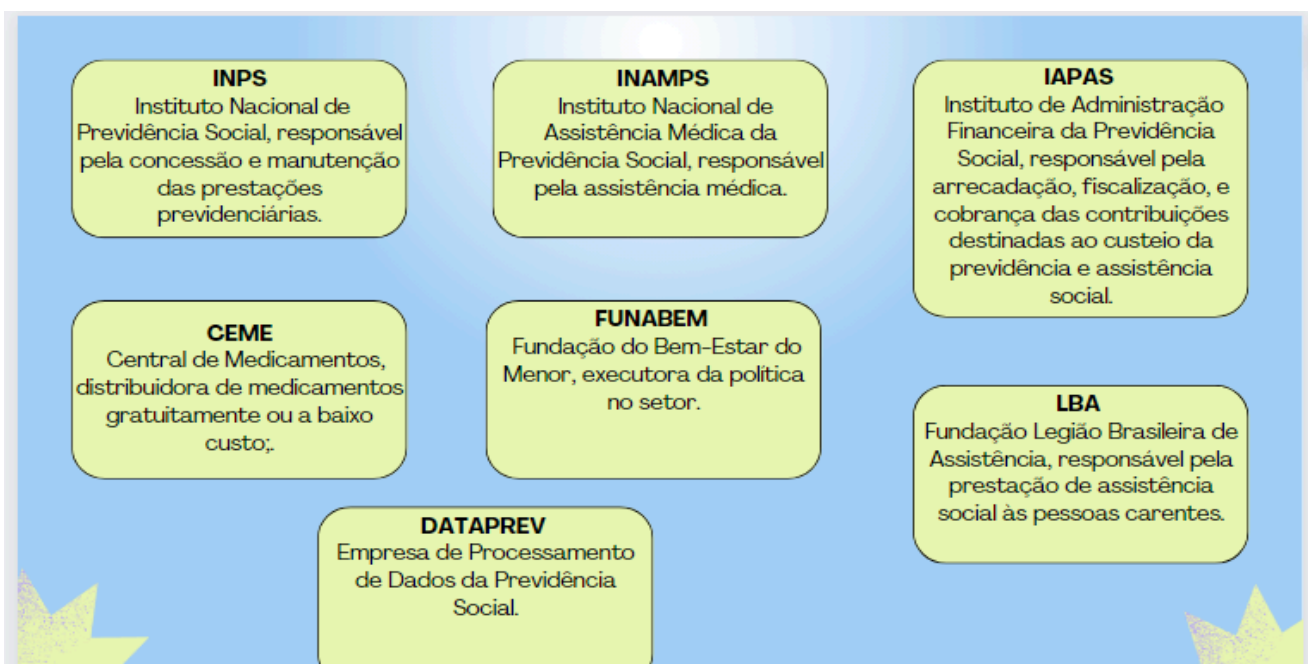 INPS
Instituto Nacional de
Previdência Social, responsável
pela concessão e manutenção
das prestações
previdenciárias.
INAMPS
Instituto Nacional de
Assistência Médica da
Previdência Social, responsável
pela assistência médica.
IAPAS
Instituto de Administração
Financeira da Previdência
Social, responsável pela
arrecadação, fiscalização, e
cobrança das contribuições
destinadas ao custeio da
previdência e assistência
social.
CEME
Central de Medicamentos,
distribuidora de medicamentos
gratuitamente ou a baixo
custo;.
FUNABEM
Fundação do Bem-Estar do
Menor, executora da política
no setor.
LBA
Fundação Legião Brasileira de
Assistência, responsável pela
prestação de assistência
social às pessoas carentes.
DATAPREV
Empresa de Processamento
de Dados da Previdência
Social.